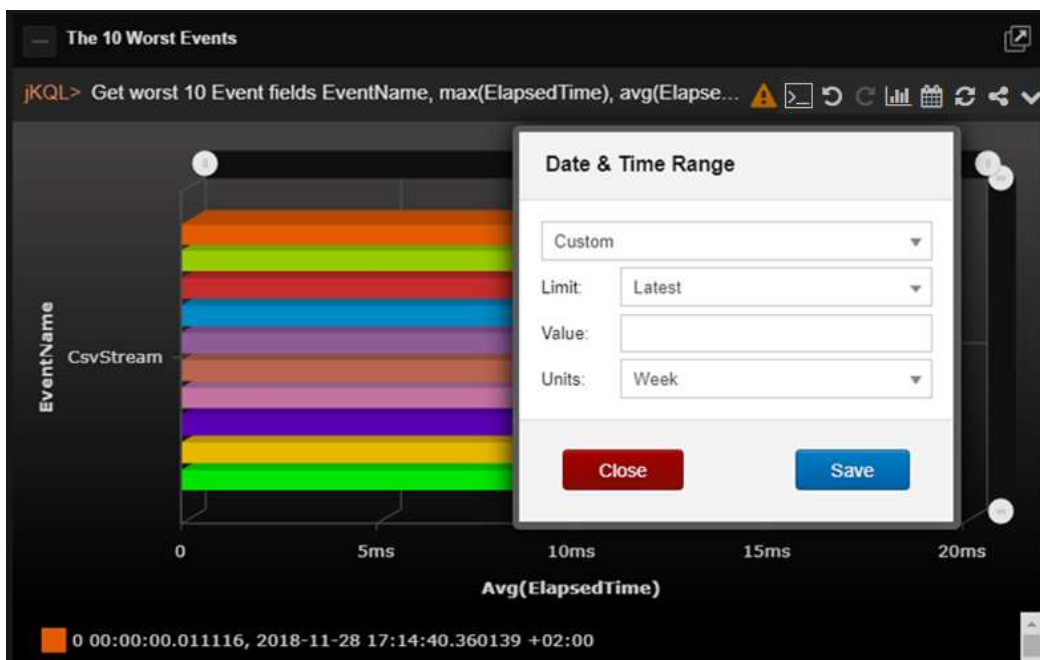 The 10 Worst Events
jKQL> Get worst 10 Event fields EventName, max(ElapsedTime), avg(Elapse...
Date & Time Range
Custom
Limit: Latest
Value:
Units: Week
Close Save
EventName
CsvStream
0 5ms 10ms 15ms 20ms
Avg(ElapsedTime)
0 00:00:00.011116, 2018-11-28 17:14:40.360139 +02:00